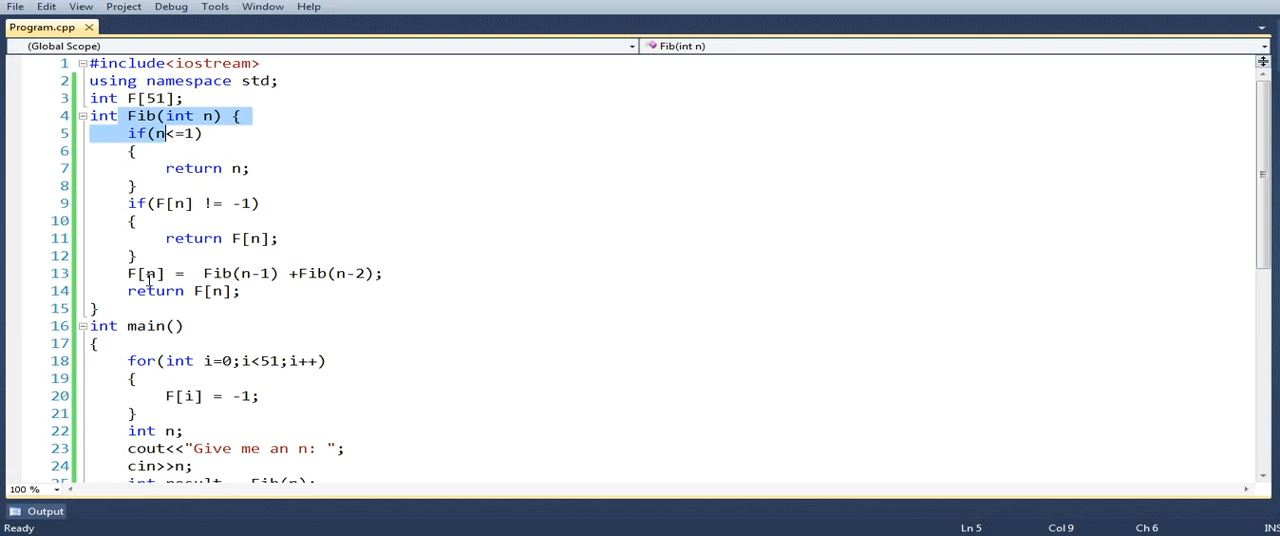 File Edit View Project Debug Tools Window Help
Program.cpp ×
(Global Scope) Fib(int n)
1 #include<iostream>
2 using namespace std;
3 int F[51];
4 int Fib(int n) {
5 if(n<=1)
6 {
7 return n;
8 }
9 if(F[n] != -1)
10 {
11 return F[n];
12 }
13 F[n] =  Fib(n-1) +Fib(n-2);
14 return F[n];
15 }
16 int main()
17 {
18 for(int i=0;i<51;i++)
19 {
20 F[i] = -1;
21 }
22 int n;
23 cout<<"Give me an n: ";
24 cin>>n;
100 %
Output
Ready Ln 5 Col 9 Ch 6 INS